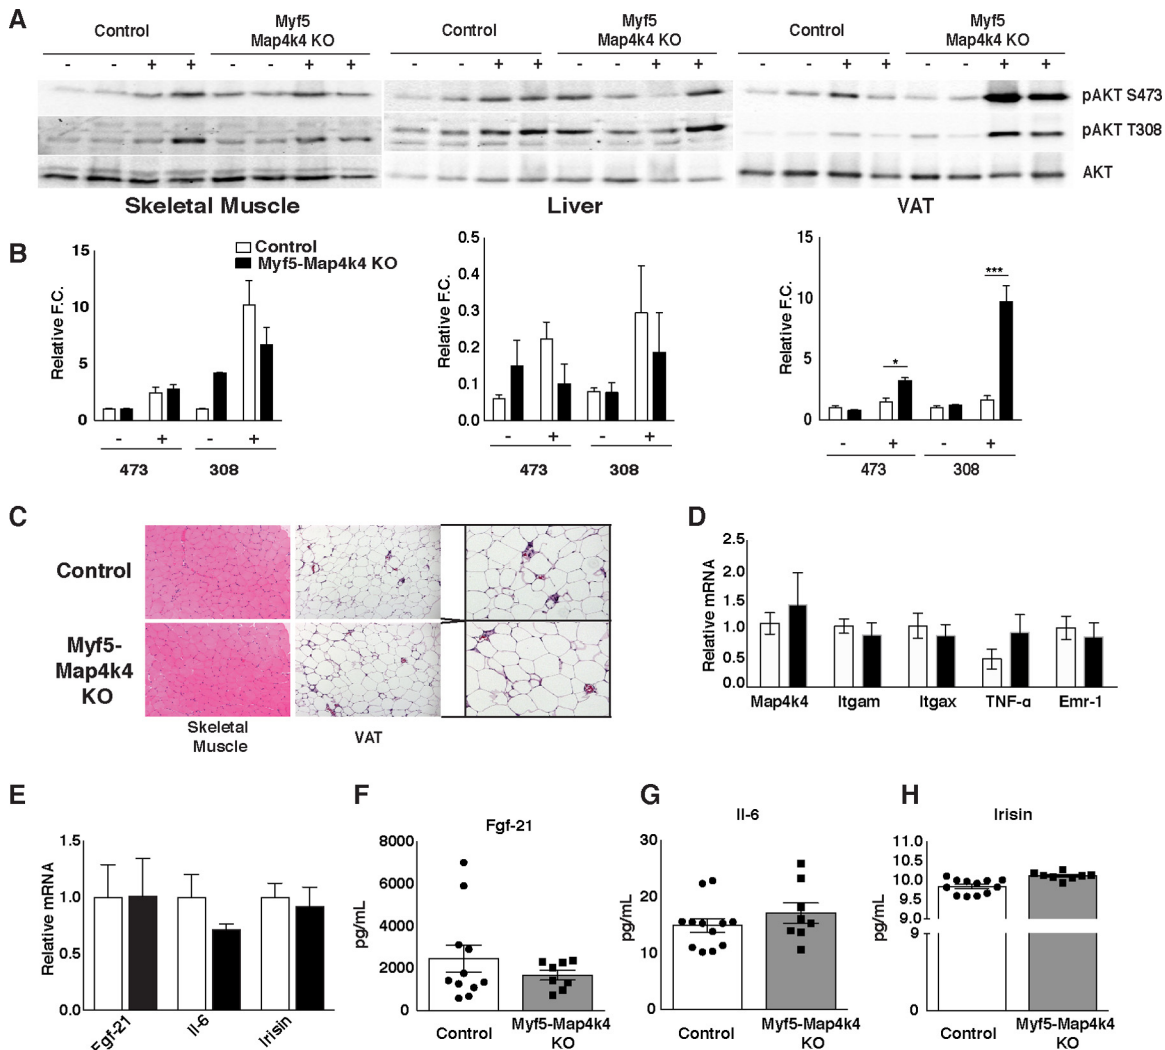 A
Control
Myf5
Map4k4 KO
Control
Myf5
Map4k4 KO
Control
Myf5
Map4k4 KO
- - + + - - + +
- - + + - - + +
- - + + - - + +
pAKT S473
pAKT T308
AKT
Skeletal Muscle
Liver
VAT
B
Control
Myf5-Map4k4 KO
Relative F.C.
15
10
5
0
- + - +
473 308
Relative F.C.
0.5
0.4
0.3
0.2
0.1
0.0
- + - +
473 308
Relative F.C.
15
10
5
0
*
***
- + - +
473 308
C
Control
Myf5-
Map4k4
KO
Skeletal
Muscle
VAT
D
Relative mRNA
2.5
2.0
1.5
1.0
0.5
0.0
Map4k4 Itgam Itgax TNF-α Emr-1
E
Relative mRNA
1.5
1.0
0.5
0.0
Fgf-21 Il-6 Irisin
F
Fgf-21
pg/mL
8000
6000
4000
2000
0
Control
Myf5-Map4k4
KO
G
Il-6
pg/mL
30
20
10
0
Control
Myf5-Map4k4
KO
H
Irisin
pg/mL
11.0
10.5
10.0
9.5
9.0
9
0
Control
Myf5-Map4k4
KO